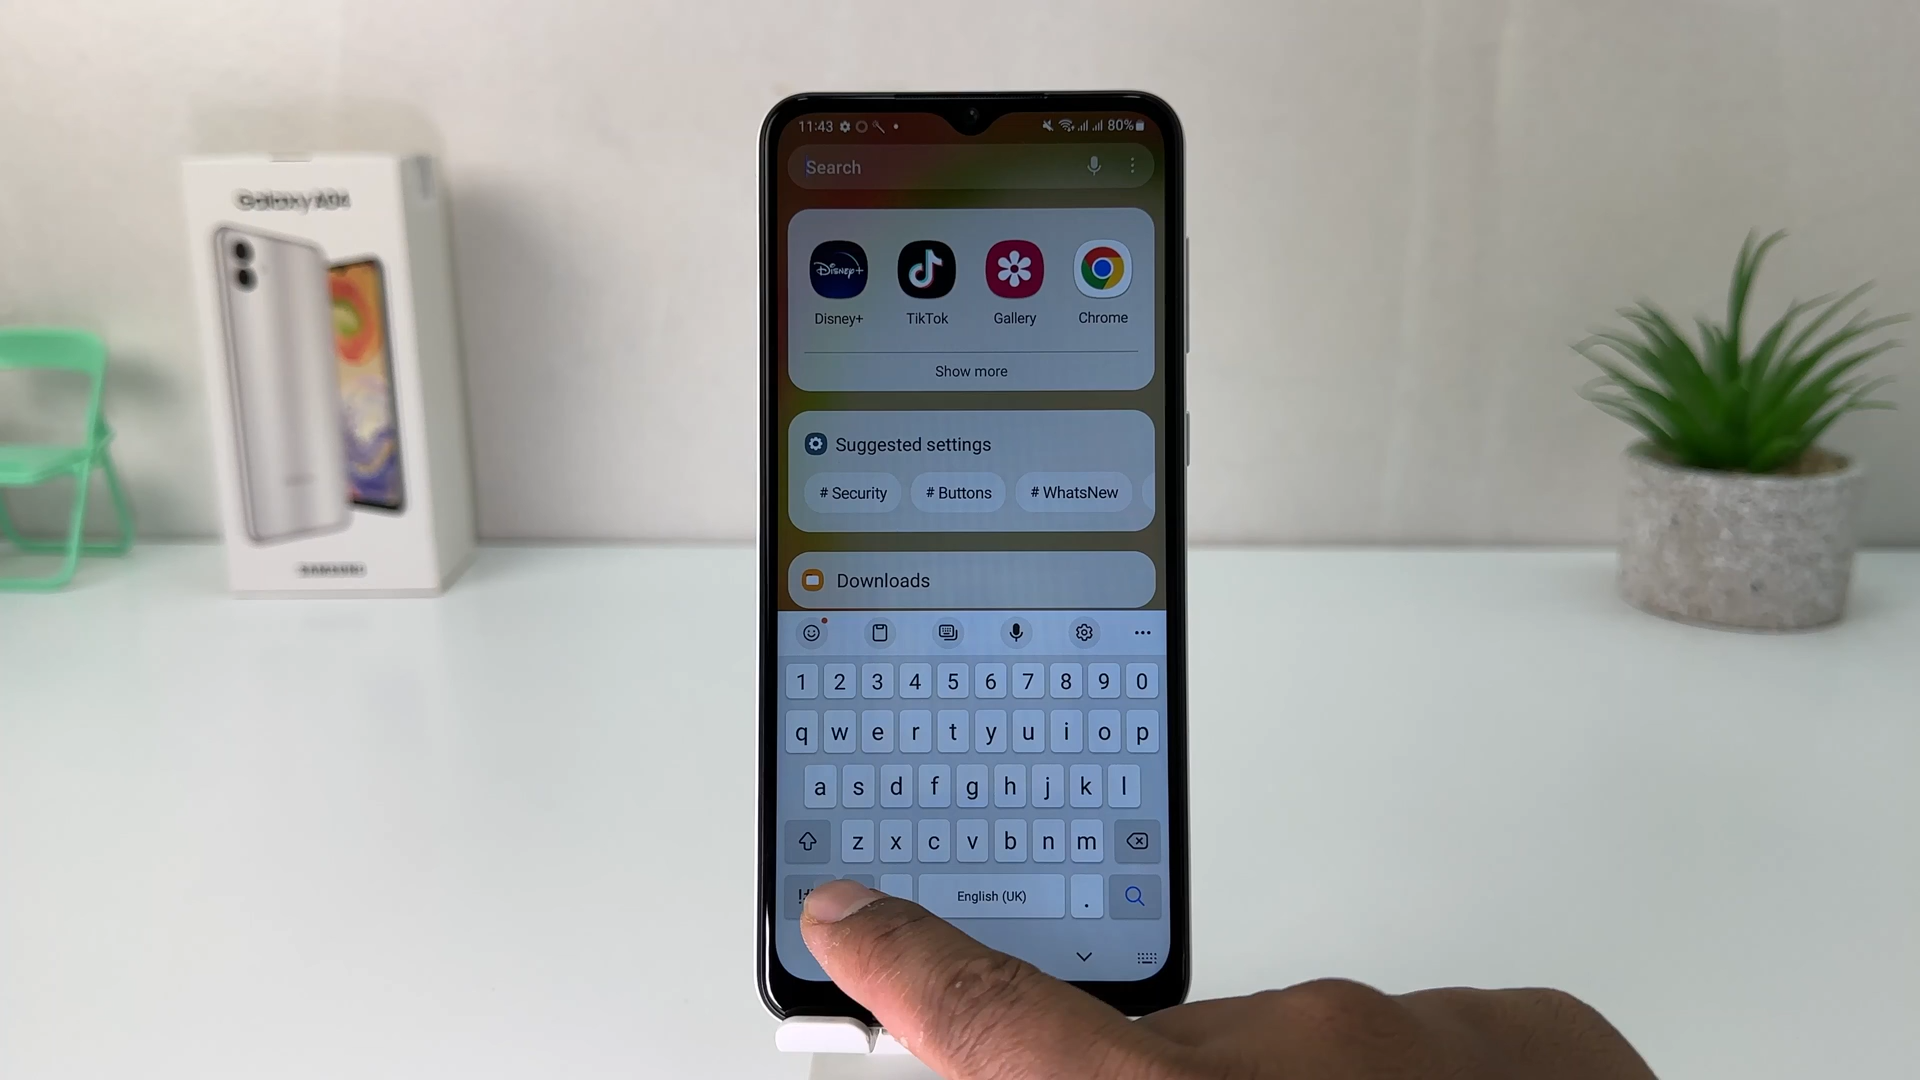 Galaxy A04
SAMSUNG
11:43 80%
Search
Disney+
Disney+ TikTok Gallery Chrome
Show more
Suggested settings
# Security # Buttons # WhatsNew
Downloads
1 2 3 4 5 6 7 8 9 0
q w e r t y u i o p
a s d f g h j k l
z x c v b n m
English (UK) .